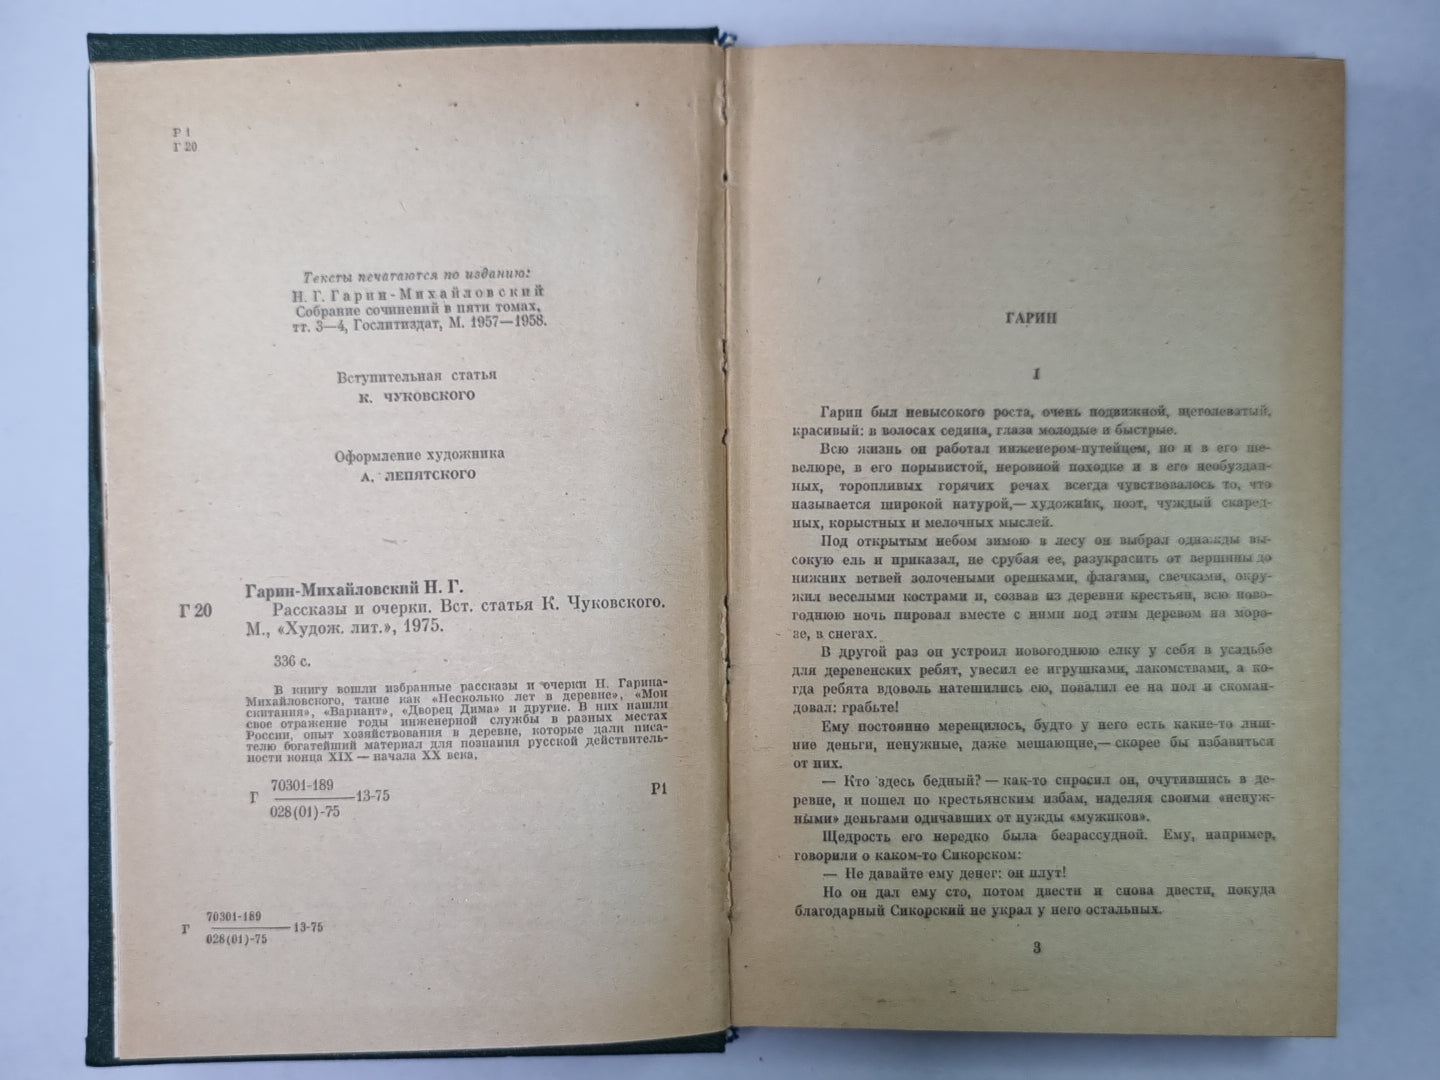 Р 1
Г 20
Тексты печатаются по изданию:
Н. Г. Гарин-Михайловский
Собрание сочинений в пяти томах,
тт. 3—4, Гослитиздат, М. 1957—1958.
Вступительная статья
К. ЧУКОВСКОГО
Оформление художника
А. ЛЕПЯТСКОГО
Гарин-Михайловский Н. Г.
Г 20 Рассказы и очерки. Вст. статья К. Чуковского.
М., «Худож. лит.», 1975.
336 с.
В книгу вошли избранные рассказы и очерки Н. Гарина-
Михайловского, такие как «Несколько лет в деревне», «Мои
скитания», «Вариант», «Дворец Дима» и другие. В них нашли
свое отражение годы инженерной службы в разных местах
России, опыт хозяйствования в деревне, которые дали писа-
телю богатейший материал для познания русской действитель-
ности конца XIX — начала XX века,
70301-189
Г —13-75 Р1
028(01)-75
70301-189
Г —13-75
028(01)-75
ГАРИН
1
Гарин был невысокого роста, очень подвижной, щеголеватый,
красивый: в волосах седина, глаза молодые и быстрые.
Всю жизнь он работал инженером-путейцем, но и в его ше-
велюре, в его порывистой, неровной походке и в его необуздан-
ных, торопливых горячих речах всегда чувствовалось то, что
называется широкой натурой,— художник, поэт, чуждый скаред-
ных, корыстных и мелочных мыслей.
Под открытым небом зимою в лесу он выбрал однажды вы-
сокую ель и приказал, не срубая ее, разукрасить от вершины до
нижних ветвей золочеными орешками, флагами, свечками, окру-
жил веселыми кострами и, созвав из деревни крестьян, всю ново-
годнюю ночь пировал вместе с ними под этим деревом на моро-
зе, в снегах.
В другой раз он устроил новогоднюю елку у себя в усадьбе
для деревенских ребят, увесил ее игрушками, лакомствами, а ко-
гда ребята вдоволь натешились ею, повалил ее на пол и скоман-
довал: грабьте!
Ему постоянно мерещилось, будто у него есть какие-то лиш-
ние деньги, ненужные, даже мешающие,— скорее бы избавиться
от них.
— Кто здесь бедный? — как-то спросил он, очутившись в де-
ревне, и пошел по крестьянским избам, наделяя своими «ненуж-
ными» деньгами одичавших от нужды «мужиков».
Щедрость его нередко была безрассудной. Ему, например,
говорили о каком-то Сикорском:
— Не давайте ему денег: он плут!
Но он дал ему сто, потом двести и снова двести, покуда
благодарный Сикорский не украл у него остальных.
3